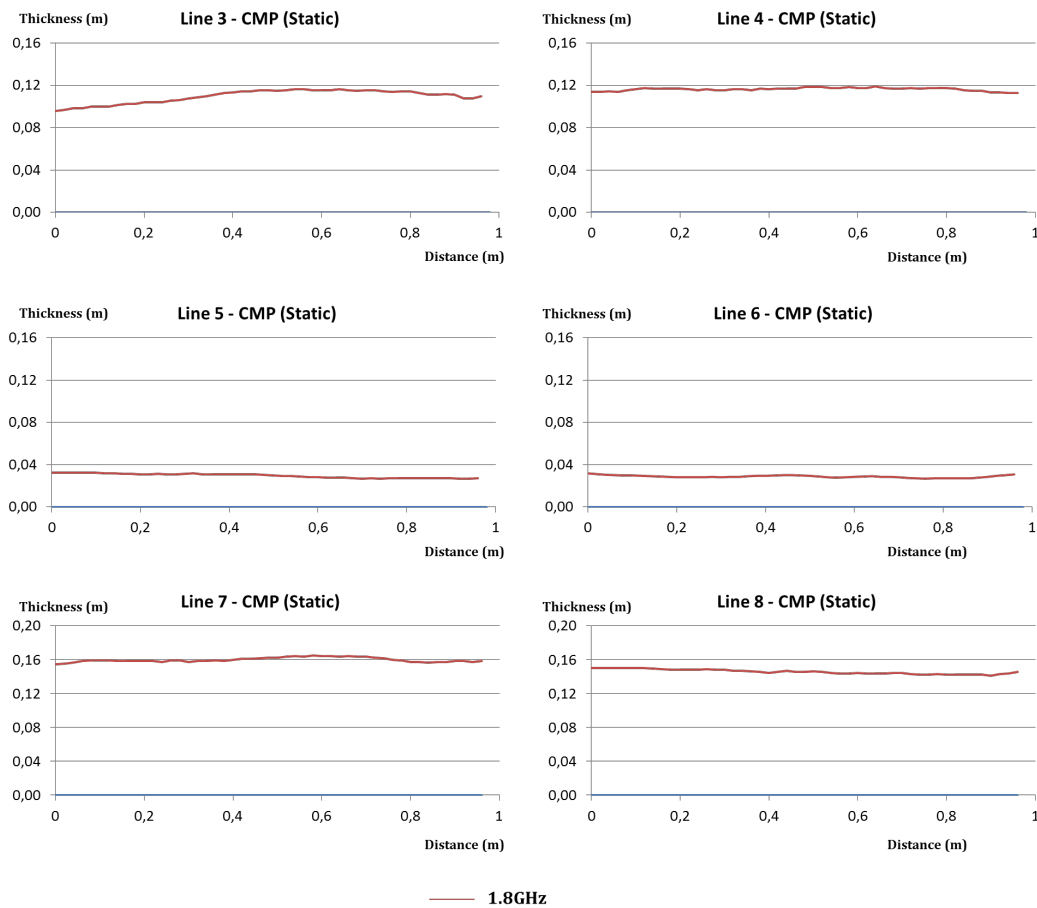 Thickness (m)
Line 3 - CMP (Static)
0,16
0,12
0,08
0,04
0,00
0 0,2 0,4 0,6 0,8 1
Distance (m)
Thickness (m)
Line 4 - CMP (Static)
0,16
0,12
0,08
0,04
0,00
0 0,2 0,4 0,6 0,8 1
Distance (m)
Thickness (m)
Line 5 - CMP (Static)
0,16
0,12
0,08
0,04
0,00
0 0,2 0,4 0,6 0,8 1
Distance (m)
Thickness (m)
Line 6 - CMP (Static)
0,16
0,12
0,08
0,04
0,00
0 0,2 0,4 0,6 0,8 1
Distance (m)
Thickness (m)
Line 7 - CMP (Static)
0,20
0,16
0,12
0,08
0,04
0,00
0 0,2 0,4 0,6 0,8 1
Distance (m)
Thickness (m)
Line 8 - CMP (Static)
0,20
0,16
0,12
0,08
0,04
0,00
0 0,2 0,4 0,6 0,8 1
Distance (m)
1.8GHz